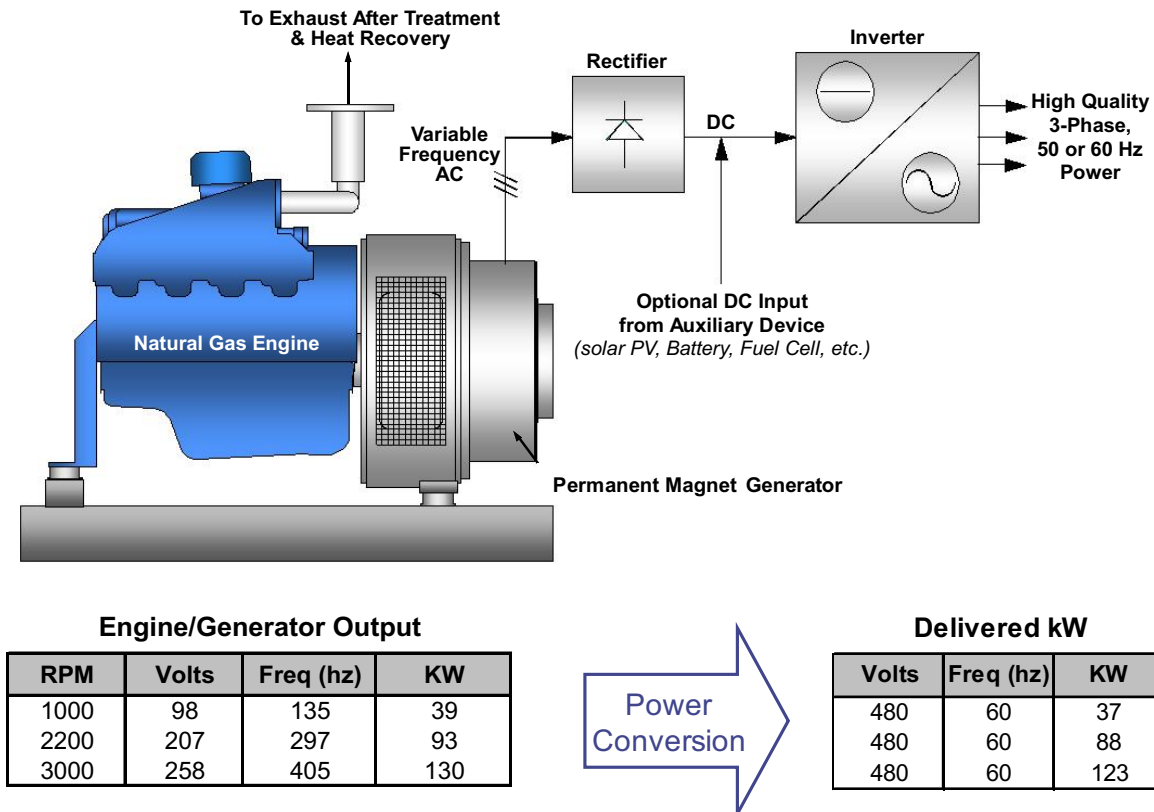 To Exhaust After Treatment
& Heat Recovery
Inverter
Rectifier
Variable
Frequency
AC
DC
High Quality
3-Phase,
50 or 60 Hz
Power
Natural Gas Engine
Optional DC Input
from Auxiliary Device
(solar PV, Battery, Fuel Cell, etc.)
Permanent Magnet Generator
Engine/Generator Output
RPM Volts Freq (hz) KW
1000 98 135 39
2200 207 297 93
3000 258 405 130
Power
Conversion
Delivered kW
Volts Freq (hz) KW
480 60 37
480 60 88
480 60 123